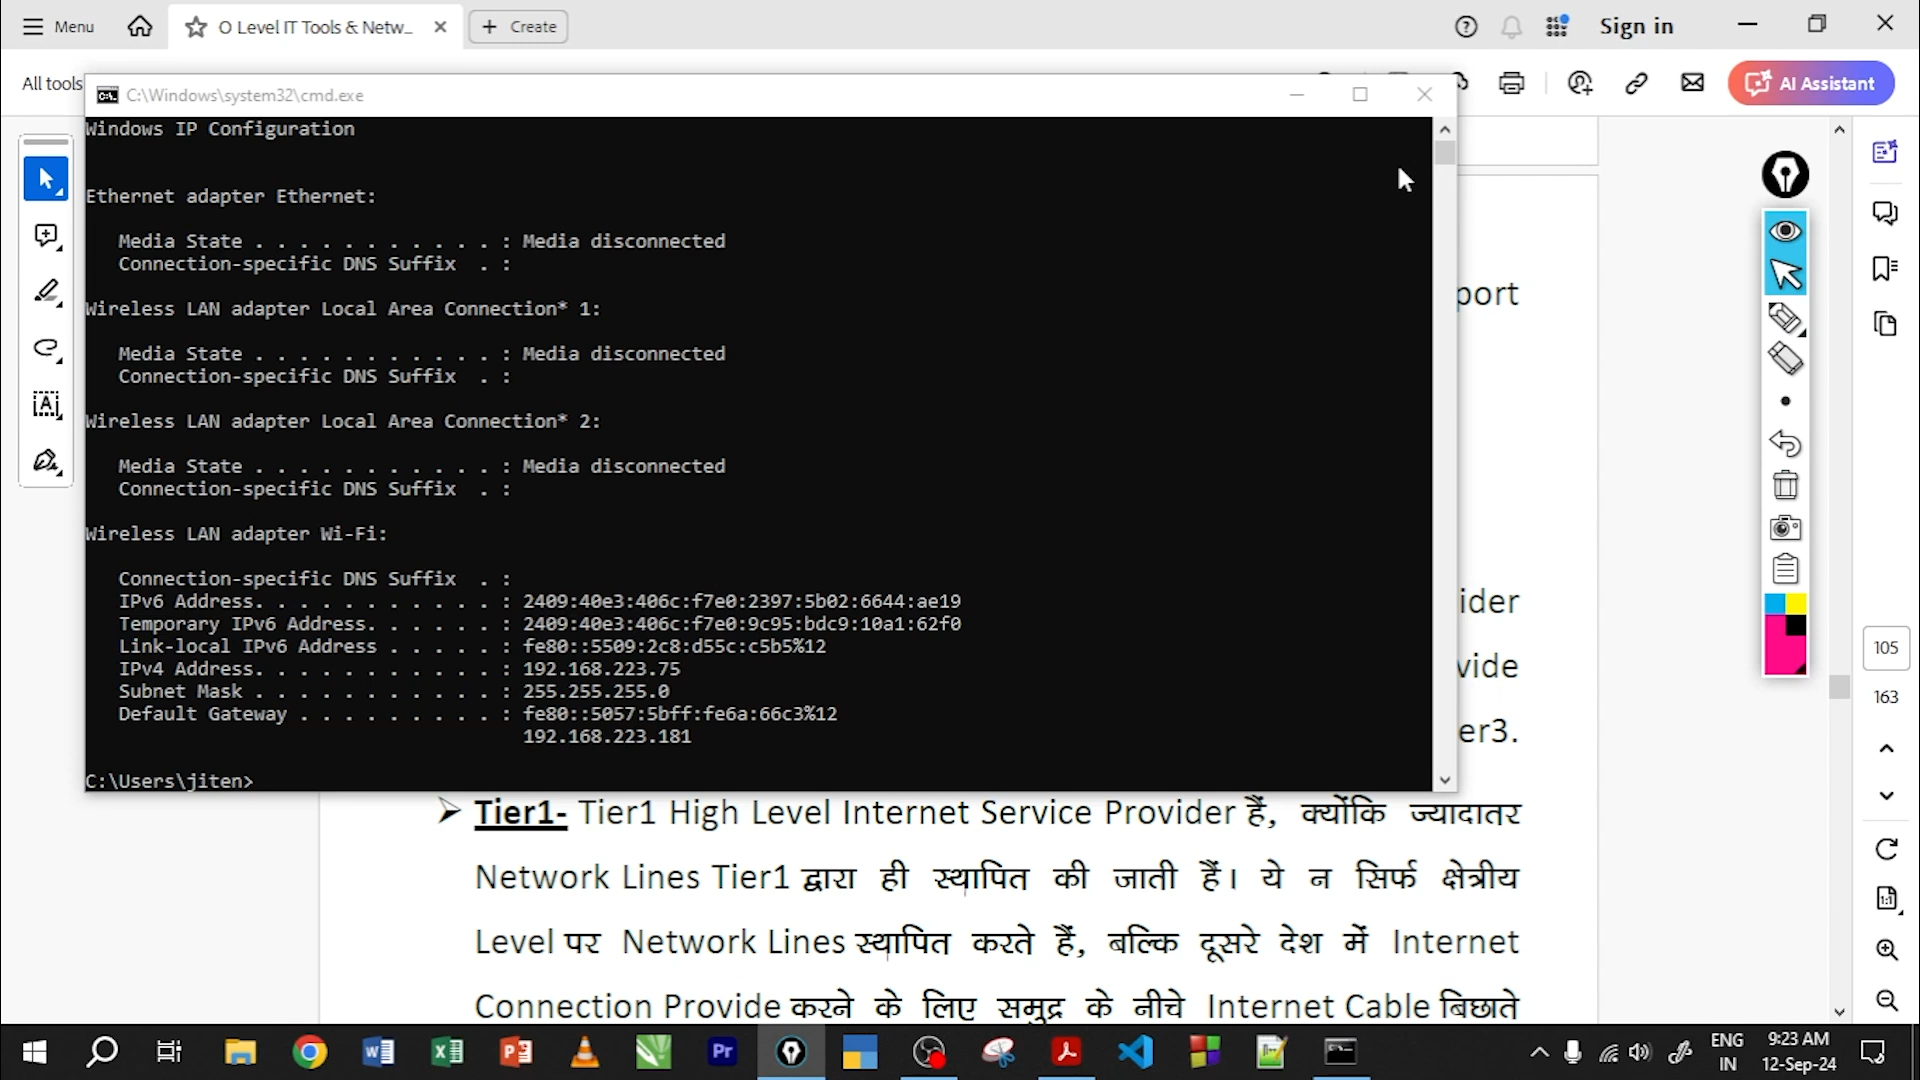 Menu
O Level IT Tools & Netw...
Create
Sign in
All tools
AI Assistant
C:\Windows\system32\cmd.exe
Windows IP Configuration
Ethernet adapter Ethernet:
Media State . . . . . . . . . . . : Media disconnected
Connection-specific DNS Suffix  . :
Wireless LAN adapter Local Area Connection* 1:
Media State . . . . . . . . . . . : Media disconnected
Connection-specific DNS Suffix  . :
Wireless LAN adapter Local Area Connection* 2:
Media State . . . . . . . . . . . : Media disconnected
Connection-specific DNS Suffix  . :
Wireless LAN adapter Wi-Fi:
Connection-specific DNS Suffix  . :
IPv6 Address. . . . . . . . . . . : 2409:40e3:406c:f7e0:2397:5b02:6644:ae19
Temporary IPv6 Address. . . . . . : 2409:40e3:406c:f7e0:9c95:bdc9:10a1:62f0
Link-local IPv6 Address . . . . . : fe80::5509:2c8:d55c:c5b5%12
IPv4 Address. . . . . . . . . . . : 192.168.223.75
Subnet Mask . . . . . . . . . . . : 255.255.255.0
Default Gateway . . . . . . . . . : fe80::5057:5bff:fe6a:66c3%12
192.168.223.181
C:\Users\jiten>
port
ider
vide
er3.
➢ Tier1- Tier1 High Level Internet Service Provider हैं, क्योंकि ज्यादातर
Network Lines Tier1 द्वारा ही स्थापित की जाती हैं। ये न सिर्फ क्षेत्रीय
Level पर Network Lines स्थापित करते हैं, बल्कि दूसरे देश में Internet
Connection Provide करने के लिए समुद्र के नीचे Internet Cable बिछाते
105
163
ENG
IN
9:23 AM
12-Sep-24